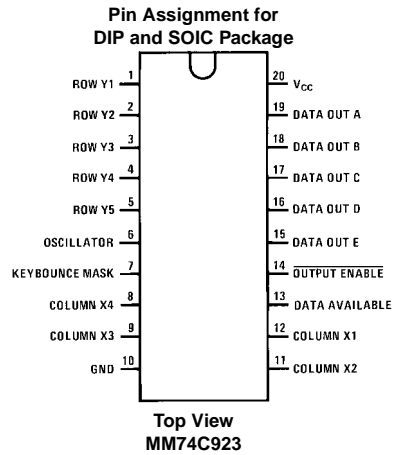 Pin Assignment for
DIP and SOIC Package
ROW Y1 1
20 VCC
ROW Y2 2
19 DATA OUT A
ROW Y3 3
18 DATA OUT B
ROW Y4 4
17 DATA OUT C
ROW Y5 5
16 DATA OUT D
OSCILLATOR 6
15 DATA OUT E
KEYBOUNCE MASK 7
14 OUTPUT ENABLE
COLUMN X4 8
13 DATA AVAILABLE
COLUMN X3 9
12 COLUMN X1
GND 10
11 COLUMN X2
Top View
MM74C923